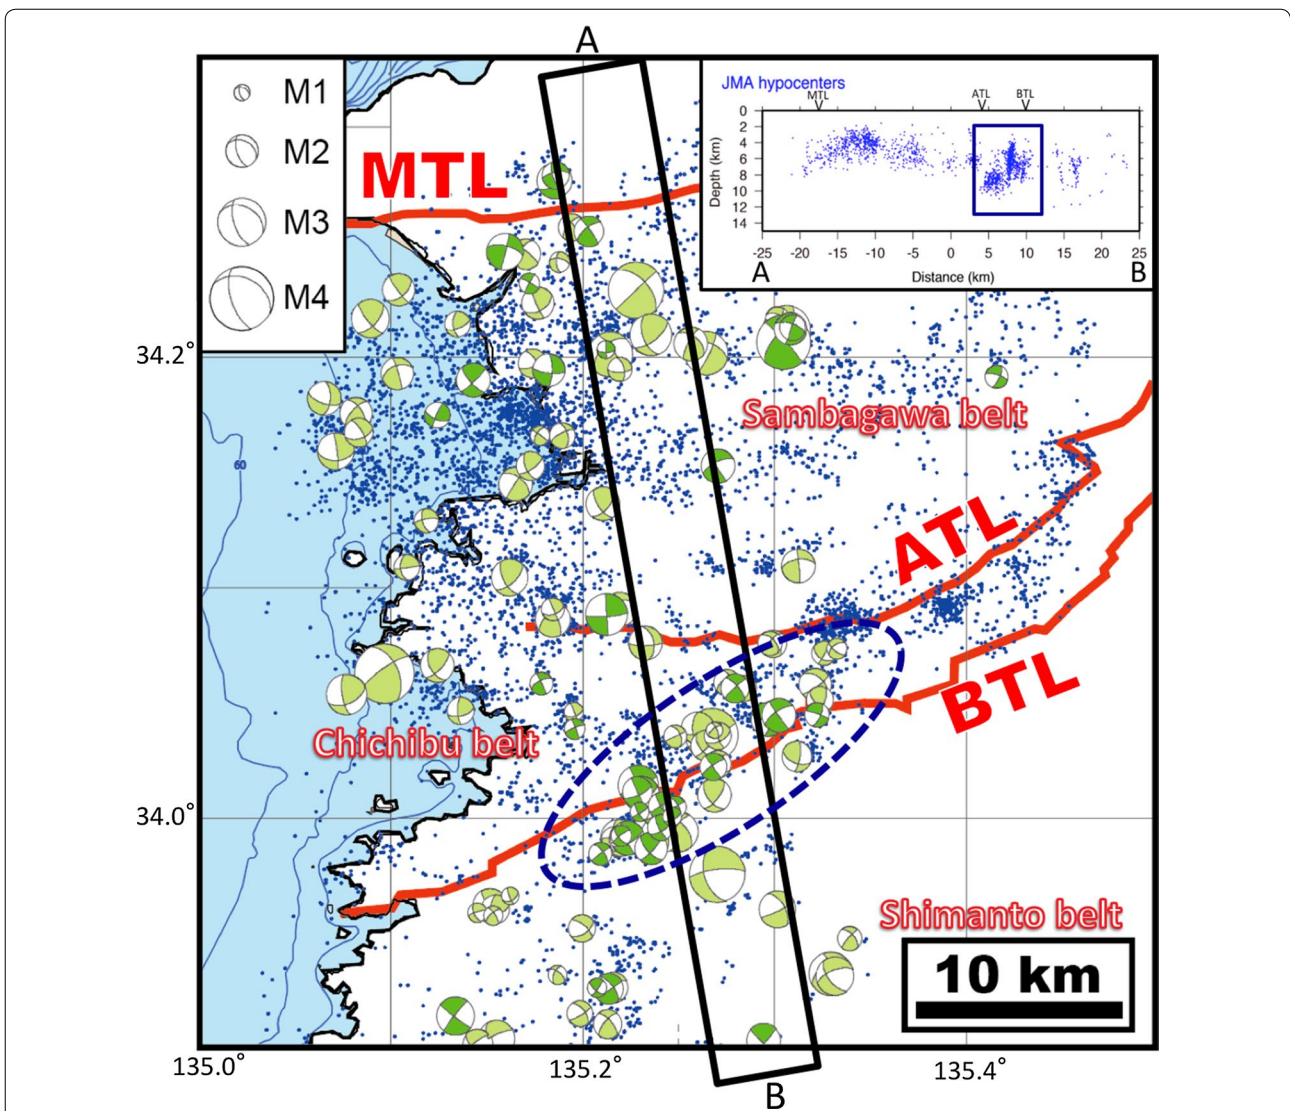 A
M1
M2
M3
M4
MTL
JMA hypocenters
MTL
ATL
BTL
0
2
4
6
8
10
12
14
Depth (km)
-25
-20
-15
-10
-5
0
5
10
15
20
25
A
Distance (km)
B
34.2°
Sambagawa belt
60
ATL
BTL
Chichibu belt
34.0°
Shimanto belt
10 km
135.0°
135.2°
135.4°
B